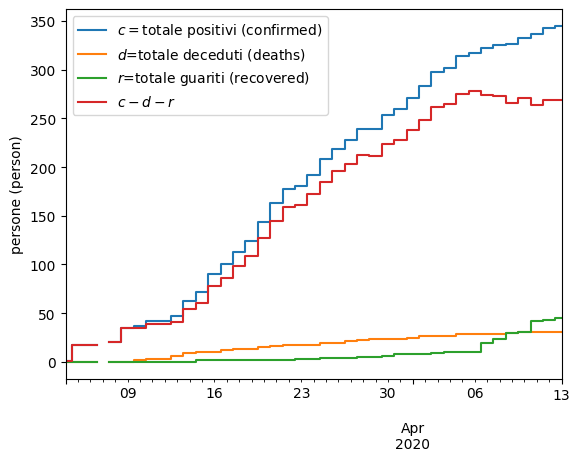 c = totale positivi (confirmed)
d=totale deceduti (deaths)
r=totale guariti (recovered)
c − d − r
persone (person)
350
300
250
200
150
100
50
0
09 16 23 30 06 13
Apr
2020